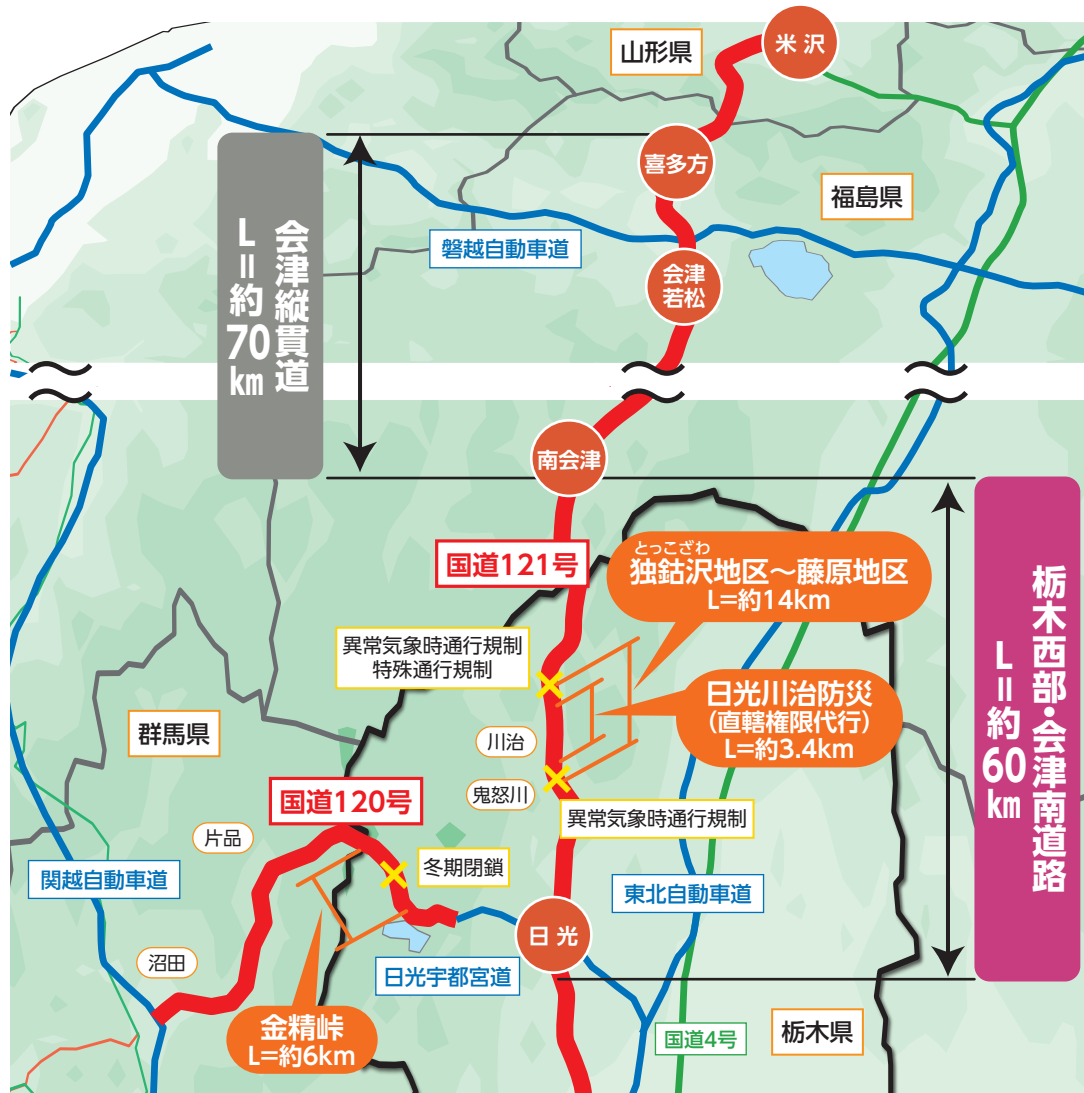 米沢
山形県
喜多方
福島県
磐越自動車道
会津
若松
会津縦貫道
L=約70km
南会津
国道121号
とっこざわ
独鈷沢地区～藤原地区
L=約14km
異常気象時通行規制
特殊通行規制
日光川治防災
(直轄権限代行)
L=約3.4km
栃木西部・会津南道路
L=約60km
群馬県
川治
鬼怒川
国道120号
異常気象時通行規制
片品
冬期閉鎖
関越自動車道
東北自動車道
日光
沼田
日光宇都宮道
金精峠
L=約6km
国道4号
栃木県